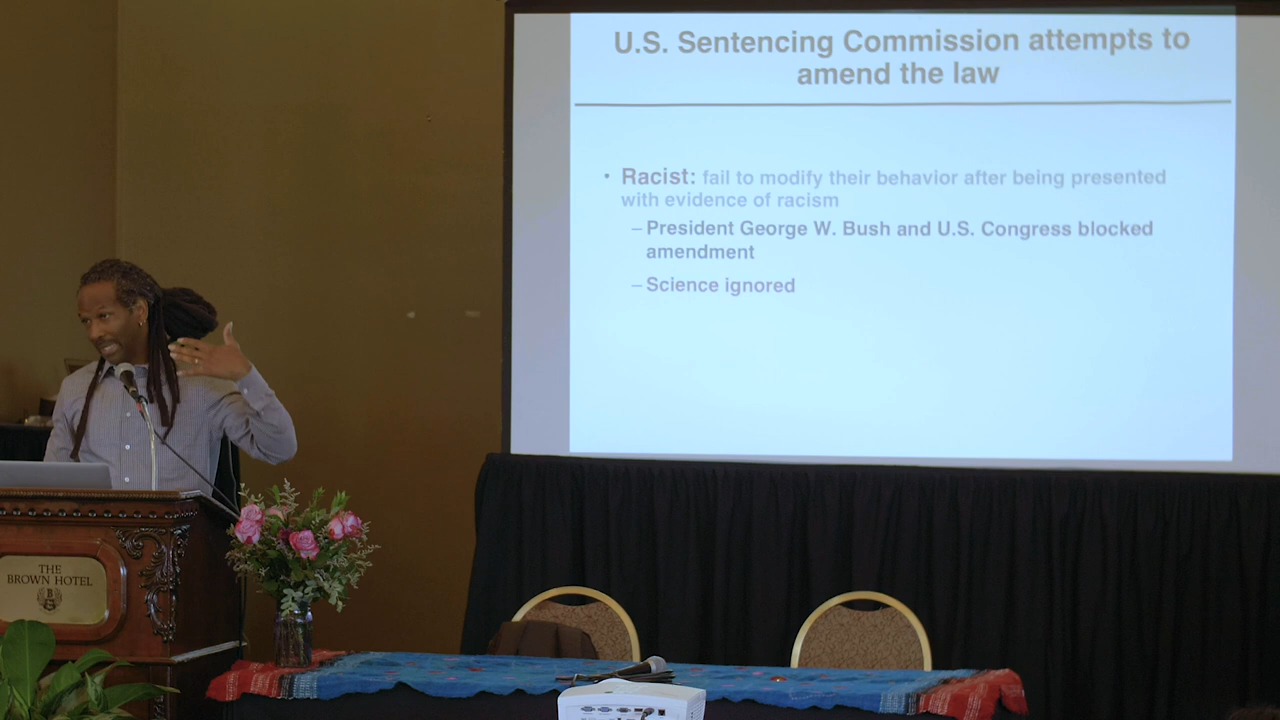 U.S. Sentencing Commission attempts to
amend the law
• Racist: fail to modify their behavior after being presented
with evidence of racism
– President George W. Bush and U.S. Congress blocked
amendment
– Science ignored
THE
BROWN HOTEL
B